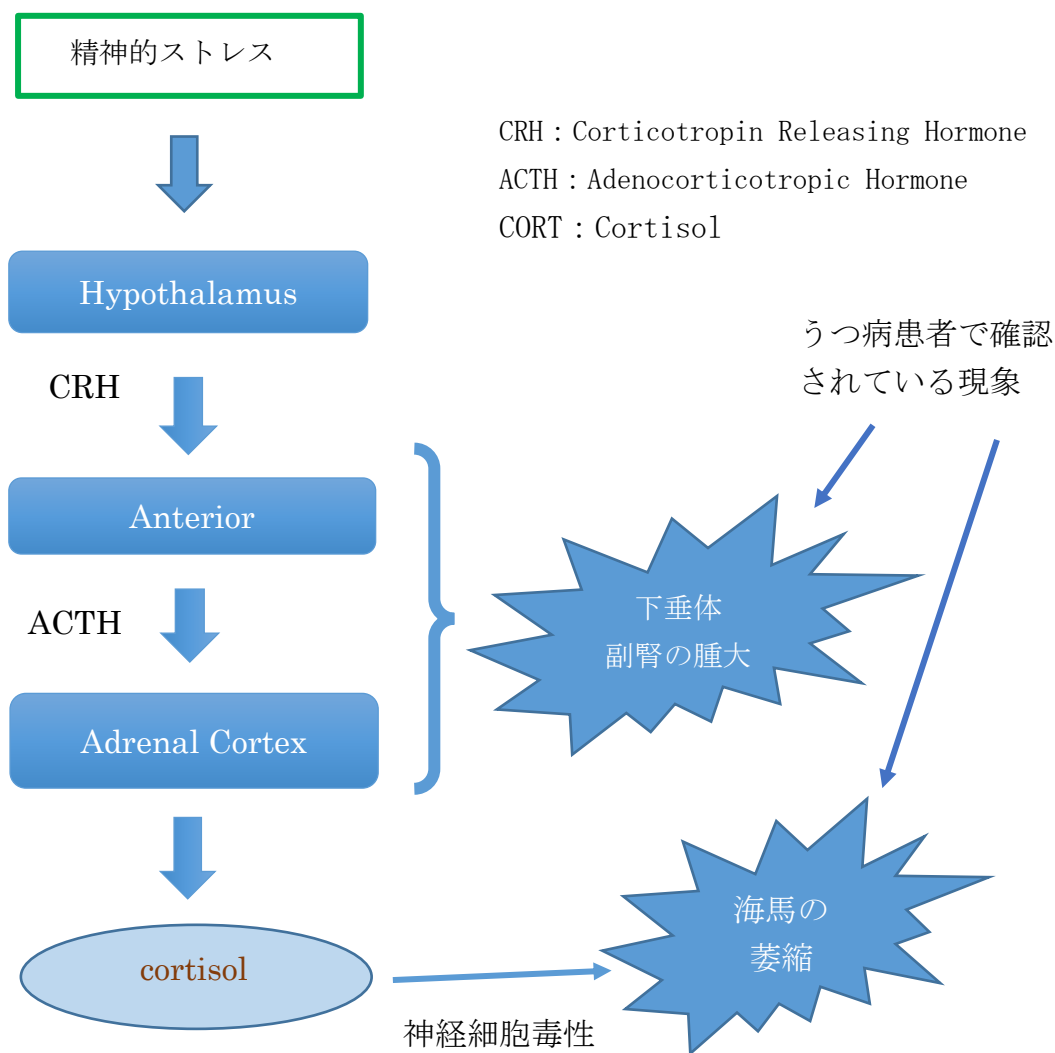 精神的ストレス
CRH：Corticotropin Releasing Hormone
ACTH：Adenocorticotropic Hormone
CORT：Cortisol
Hypothalamus
うつ病患者で確認
されている現象
CRH
Anterior
下垂体
副腎の腫大
ACTH
Adrenal Cortex
海馬の
萎縮
cortisol
神経細胞毒性